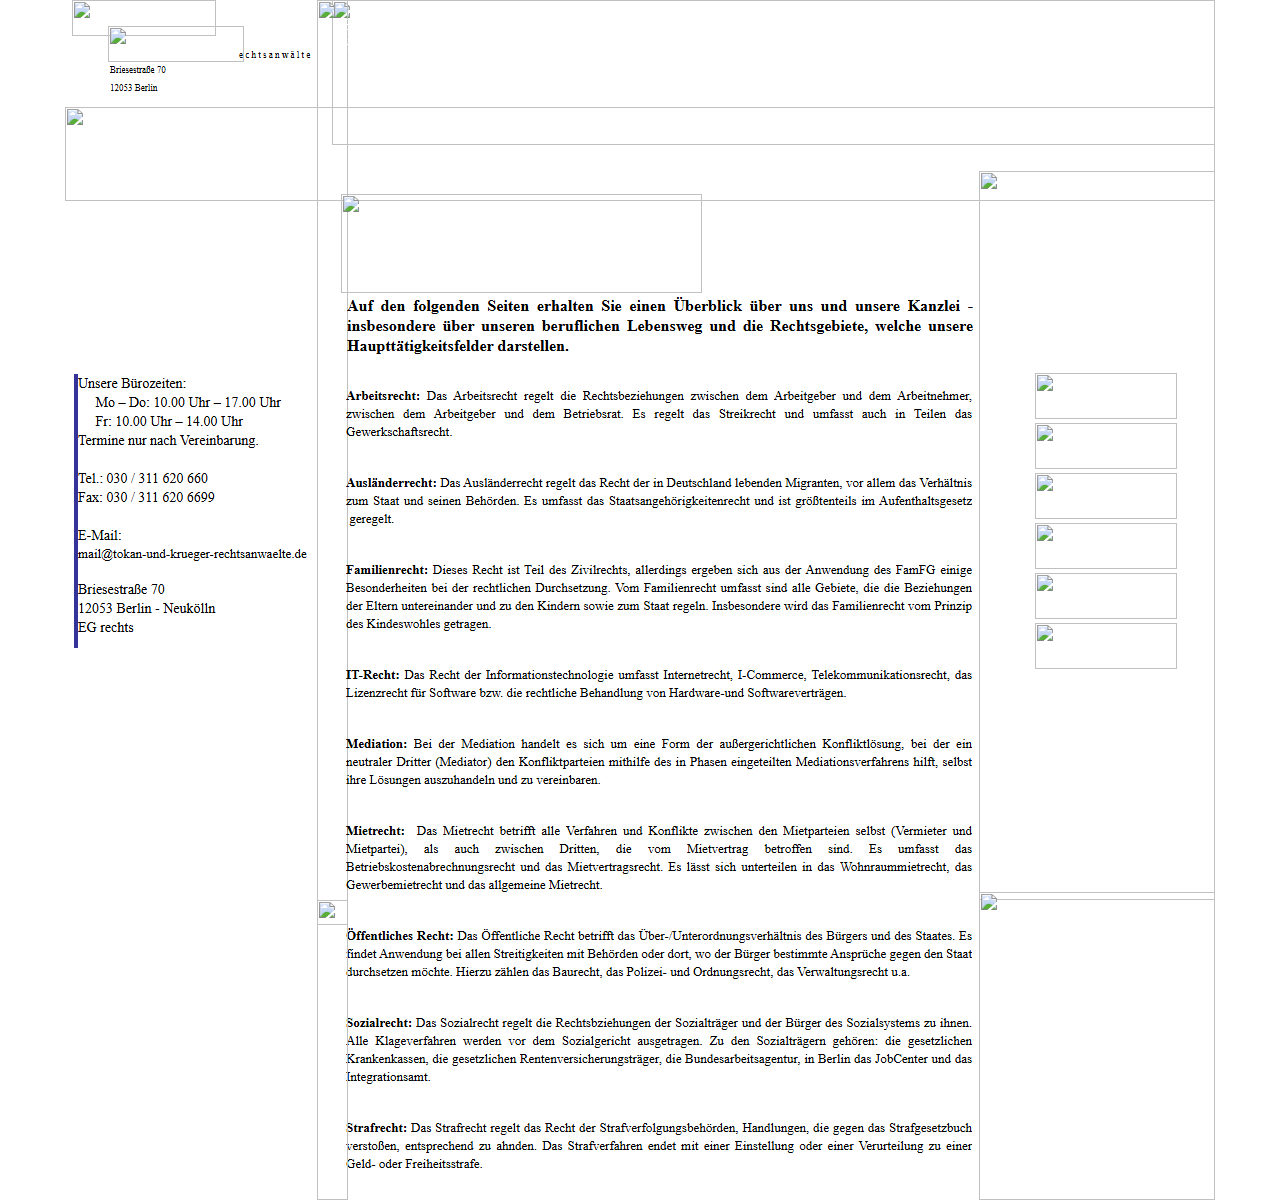 echtsanwälte
Briesestraße 70
12053 Berlin
Auf den folgenden Seiten erhalten Sie einen Überblick über uns und unsere Kanzlei -
insbesondere über unseren beruflichen Lebensweg und die Rechtsgebiete, welche unsere
Haupttätigkeitsfelder darstellen.
Unsere Bürozeiten:
Mo – Do: 10.00 Uhr – 17.00 Uhr
Fr: 10.00 Uhr – 14.00 Uhr
Termine nur nach Vereinbarung.
Tel.: 030 / 311 620 660
Fax: 030 / 311 620 6699
E-Mail:
mail@tokan-und-krueger-rechtsanwaelte.de
Briesestraße 70
12053 Berlin - Neukölln
EG rechts
Arbeitsrecht: Das Arbeitsrecht regelt die Rechtsbeziehungen zwischen dem Arbeitgeber und dem Arbeitnehmer,
zwischen dem Arbeitgeber und dem Betriebsrat. Es regelt das Streikrecht und umfasst auch in Teilen das
Gewerkschaftsrecht.
Ausländerrecht: Das Ausländerrecht regelt das Recht der in Deutschland lebenden Migranten, vor allem das Verhältnis
zum Staat und seinen Behörden. Es umfasst das Staatsangehörigkeitenrecht und ist größtenteils im Aufenthaltsgesetz
geregelt.
Familienrecht: Dieses Recht ist Teil des Zivilrechts, allerdings ergeben sich aus der Anwendung des FamFG einige
Besonderheiten bei der rechtlichen Durchsetzung. Vom Familienrecht umfasst sind alle Gebiete, die die Beziehungen
der Eltern untereinander und zu den Kindern sowie zum Staat regeln. Insbesondere wird das Familienrecht vom Prinzip
des Kindeswohles getragen.
IT-Recht: Das Recht der Informationstechnologie umfasst Internetrecht, I-Commerce, Telekommunikationsrecht, das
Lizenzrecht für Software bzw. die rechtliche Behandlung von Hardware-und Softwareverträgen.
Mediation: Bei der Mediation handelt es sich um eine Form der außergerichtlichen Konfliktlösung, bei der ein
neutraler Dritter (Mediator) den Konfliktparteien mithilfe des in Phasen eingeteilten Mediationsverfahrens hilft, selbst
ihre Lösungen auszuhandeln und zu vereinbaren.
Mietrecht: Das Mietrecht betrifft alle Verfahren und Konflikte zwischen den Mietparteien selbst (Vermieter und
Mietpartei), als auch zwischen Dritten, die vom Mietvertrag betroffen sind. Es umfasst das
Betriebskostenabrechnungsrecht und das Mietvertragsrecht. Es lässt sich unterteilen in das Wohnraummietrecht, das
Gewerbemietrecht und das allgemeine Mietrecht.
Öffentliches Recht: Das Öffentliche Recht betrifft das Über-/Unterordnungsverhältnis des Bürgers und des Staates. Es
findet Anwendung bei allen Streitigkeiten mit Behörden oder dort, wo der Bürger bestimmte Ansprüche gegen den Staat
durchsetzen möchte. Hierzu zählen das Baurecht, das Polizei- und Ordnungsrecht, das Verwaltungsrecht u.a.
Sozialrecht: Das Sozialrecht regelt die Rechtsbziehungen der Sozialträger und der Bürger des Sozialsystems zu ihnen.
Alle Klageverfahren werden vor dem Sozialgericht ausgetragen. Zu den Sozialträgern gehören: die gesetzlichen
Krankenkassen, die gesetzlichen Rentenversicherungsträger, die Bundesarbeitsagentur, in Berlin das JobCenter und das
Integrationsamt.
Strafrecht: Das Strafrecht regelt das Recht der Strafverfolgungsbehörden, Handlungen, die gegen das Strafgesetzbuch
verstoßen, entsprechend zu ahnden. Das Strafverfahren endet mit einer Einstellung oder einer Verurteilung zu einer
Geld- oder Freiheitsstrafe.